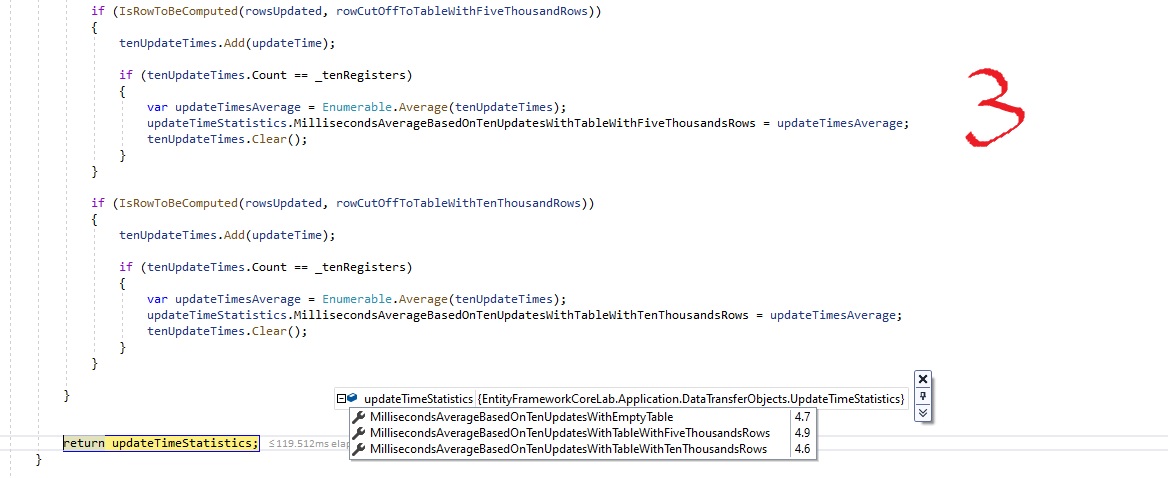 if (IsRowToBeComputed(rowsUpdated, rowCutOffToTableWithFiveThousandRows))
{
tenUpdateTimes.Add(updateTime);
if (tenUpdateTimes.Count == _tenRegisters)
{
var updateTimesAverage = Enumerable.Average(tenUpdateTimes);
updateTimeStatistics.MillisecondsAverageBasedOnTenUpdatesWithTableWithFiveThousandsRows = updateTimesAverage;
tenUpdateTimes.Clear();
}
}
3
if (IsRowToBeComputed(rowsUpdated, rowCutOffToTableWithTenThousandRows))
{
tenUpdateTimes.Add(updateTime);
if (tenUpdateTimes.Count == _tenRegisters)
{
var updateTimesAverage = Enumerable.Average(tenUpdateTimes);
updateTimeStatistics.MillisecondsAverageBasedOnTenUpdatesWithTableWithTenThousandsRows = updateTimesAverage;
tenUpdateTimes.Clear();
}
}
}
updateTimeStatistics {EntityFrameworkCoreLab.Application.DataTransferObjects.UpdateTimeStatistics}
MillisecondsAverageBasedOnTenUpdatesWithEmptyTable 4.7
MillisecondsAverageBasedOnTenUpdatesWithTableWithFiveThousandsRows 4.9
MillisecondsAverageBasedOnTenUpdatesWithTableWithTenThousandsRows 4.6
return updateTimeStatistics; ≤119.512ms elap
}